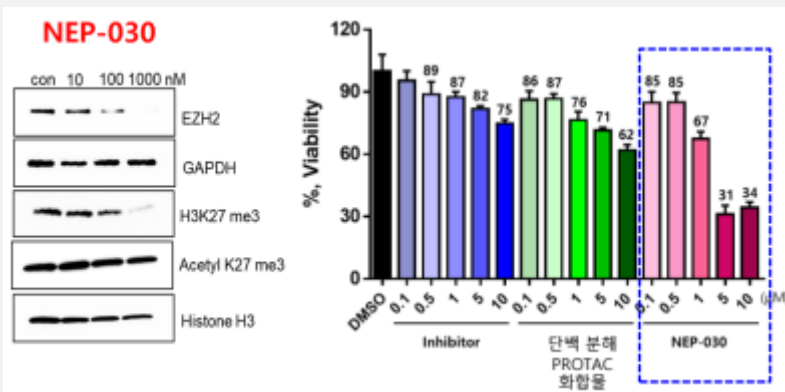 NEP-030
con 10 100 1000 nM
EZH2
GAPDH
H3K27 me3
Acetyl K27 me3
Histone H3
%, Viability
120
90
60
30
0
89 87 82 75 86 87 76 71 62 85 85 67 31 34
DMSO 0.1 0.5 1 5 10 0.1 0.5 1 5 10 0.1 0.5 1 5 10 (μM)
Inhibitor
단백 분해
PROTAC
화합물
NEP-030